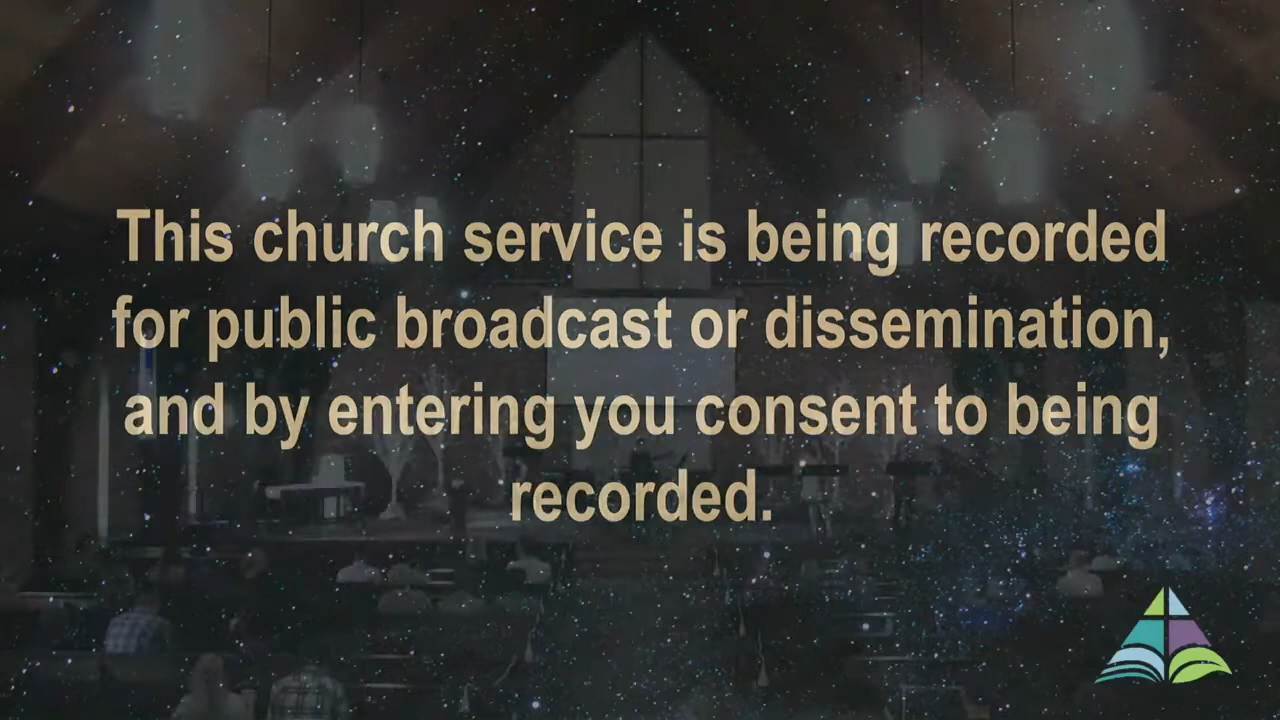 This church service is being recorded
for public broadcast or dissemination,
and by entering you consent to being
recorded.